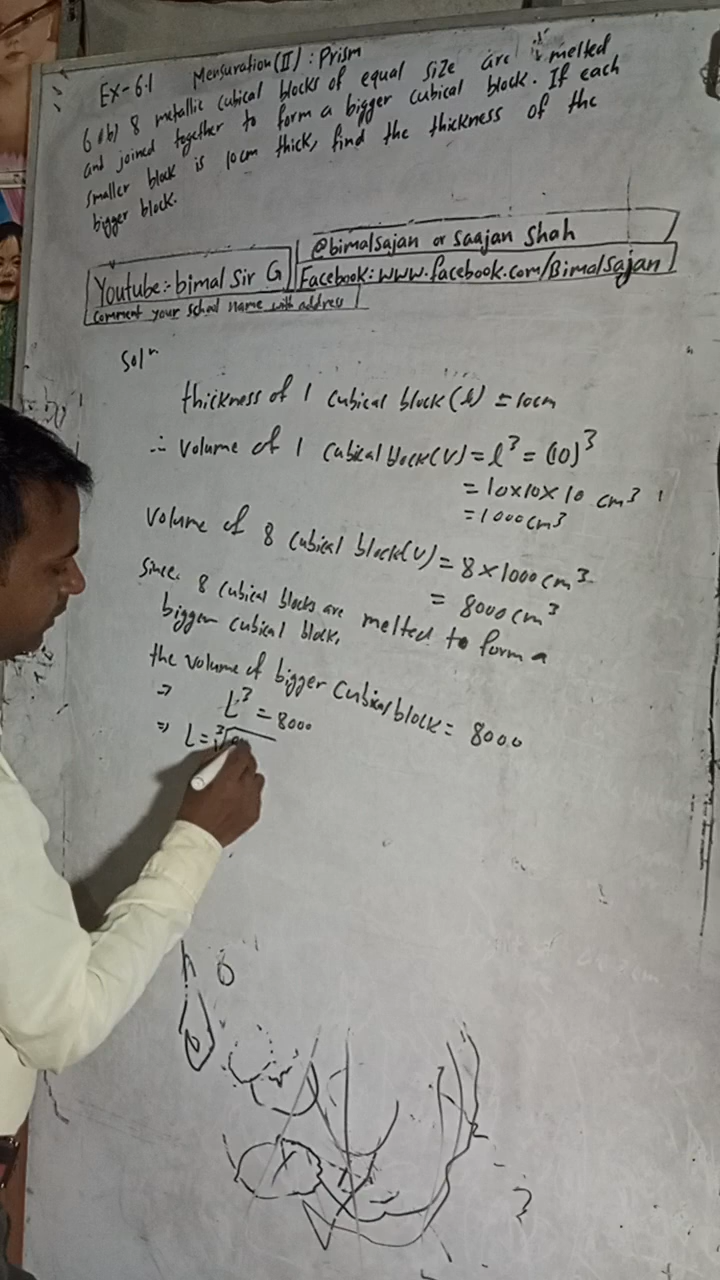 Ex-6.1 Mensuration (II) : Prism
6 (b) 8 metallic cubical blocks of equal size are melted
and joined together to form a bigger cubical block. If each
smaller block is 10cm thick, find the thickness of the
bigger block.
@bimalsajan or Saajan Shah
Youtube:- bimal Sir G
Facebook: www.facebook.com/BimalSajan
Comment your school name with address
Solⁿ
thickness of 1 cubical block (l) = 10cm
∴ Volume of 1 cubical block (V) = l³ = (10)³
= 10×10×10 cm³
= 1000 cm³
Volume of 8 cubical block (V) = 8×1000 cm³
= 8000 cm³
Since, 8 cubical blocks are melted to form a
bigger cubical block,
the volume of bigger cubical block = 8000
⇒ L³ = 8000
⇒ L = ³√